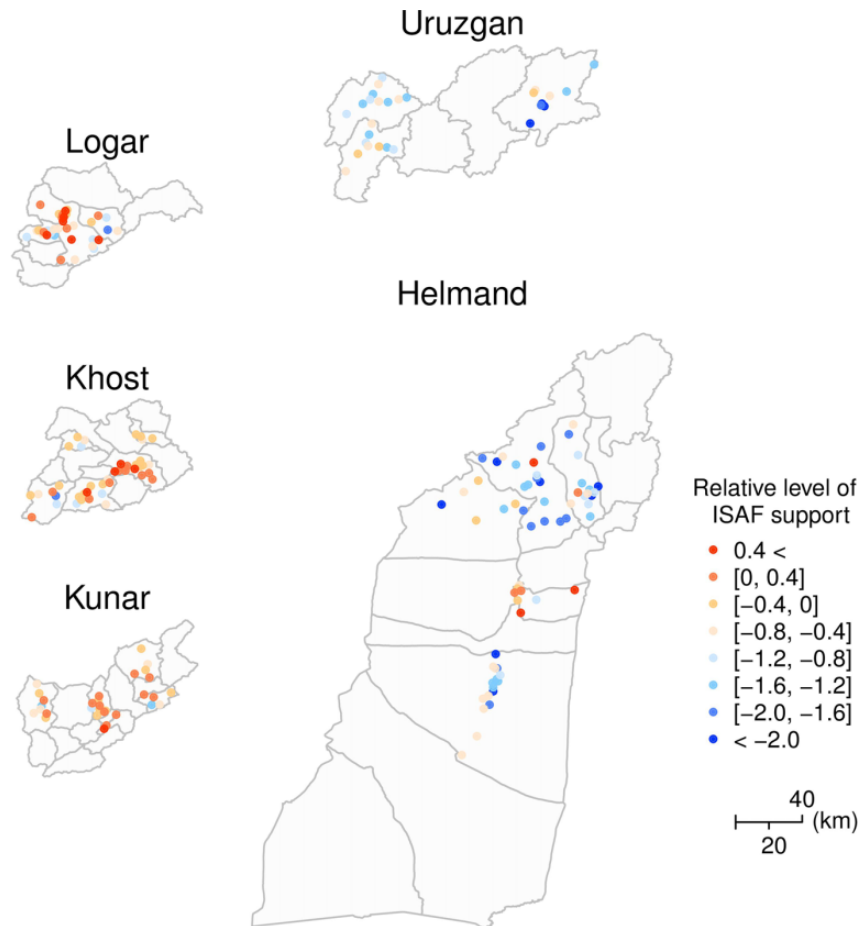 Uruzgan
Logar
Helmand
Khost
Kunar
Relative level of
ISAF support
0.4 <
[0, 0.4]
[−0.4, 0]
[−0.8, −0.4]
[−1.2, −0.8]
[−1.6, −1.2]
[−2.0, −1.6]
< −2.0
40
(km)
20